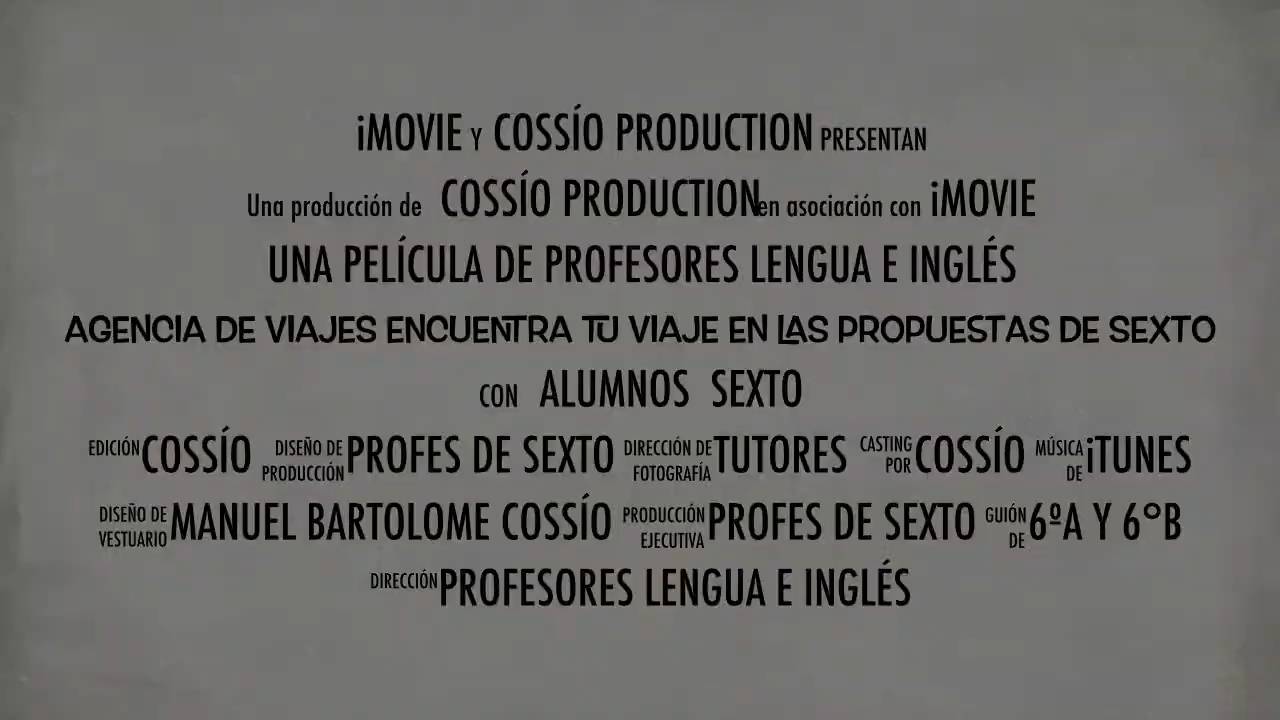 iMOVIE Y COSSÍO PRODUCTION PRESENTAN
Una producción de COSSÍO PRODUCTION en asociación con iMOVIE
UNA PELÍCULA DE PROFESORES LENGUA E INGLÉS
AGENCIA DE VIAJES ENCUENTRA TU VIAJE EN LAS PROPUESTAS DE SEXTO
CON ALUMNOS SEXTO
EDICIÓN COSSÍO DISEÑO DE PRODUCCIÓN PROFES DE SEXTO DIRECCIÓN DE FOTOGRAFÍA TUTORES CASTING POR COSSÍO MÚSICA DE iTUNES
DISEÑO DE VESTUARIO MANUEL BARTOLOME COSSÍO PRODUCCIÓN EJECUTIVA PROFES DE SEXTO GUIÓN DE 6ºA Y 6°B
DIRECCIÓN PROFESORES LENGUA E INGLÉS